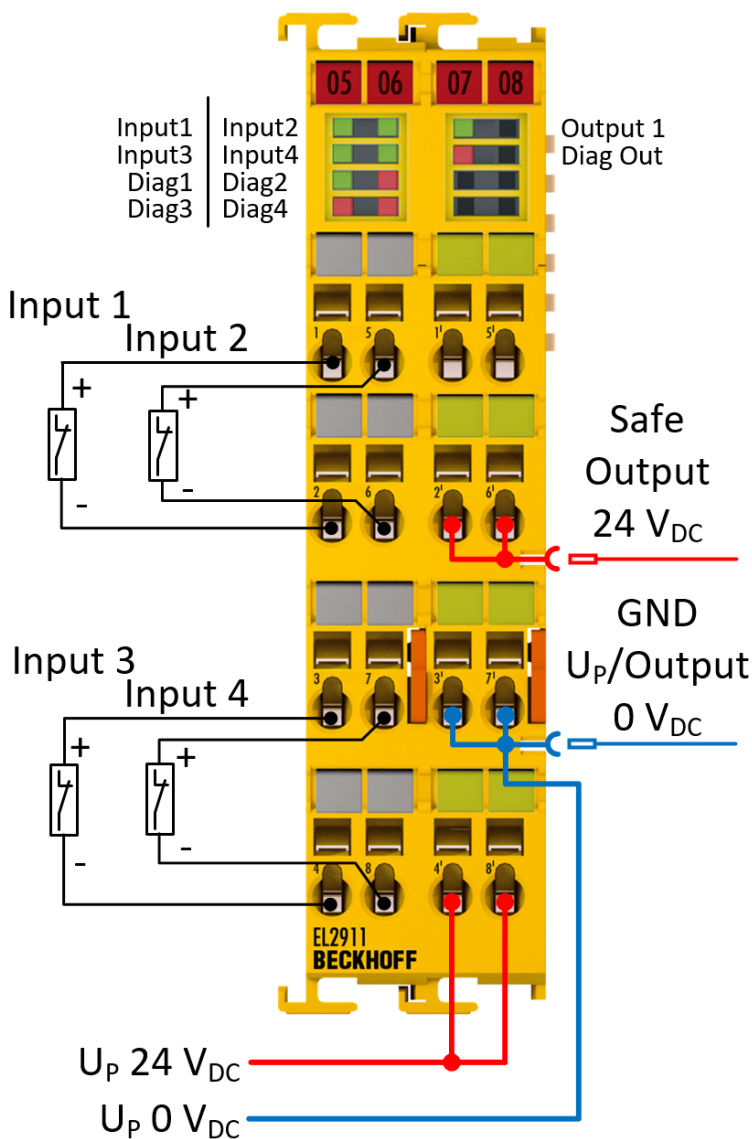 05 06 07 08
Input1 Input2 Output 1
Input3 Input4 Diag Out
Diag1 Diag2
Diag3 Diag4
Input 1
Input 2
1 5 1' 5'
+ +
- -
2 6 2' 6'
Safe
Output
24 VDC
GND
UP/Output
0 VDC
Input 3
Input 4
3 7 3' 7'
+ +
- -
4 8 4' 8'
EL2911
BECKHOFF
UP 24 VDC
UP 0 VDC